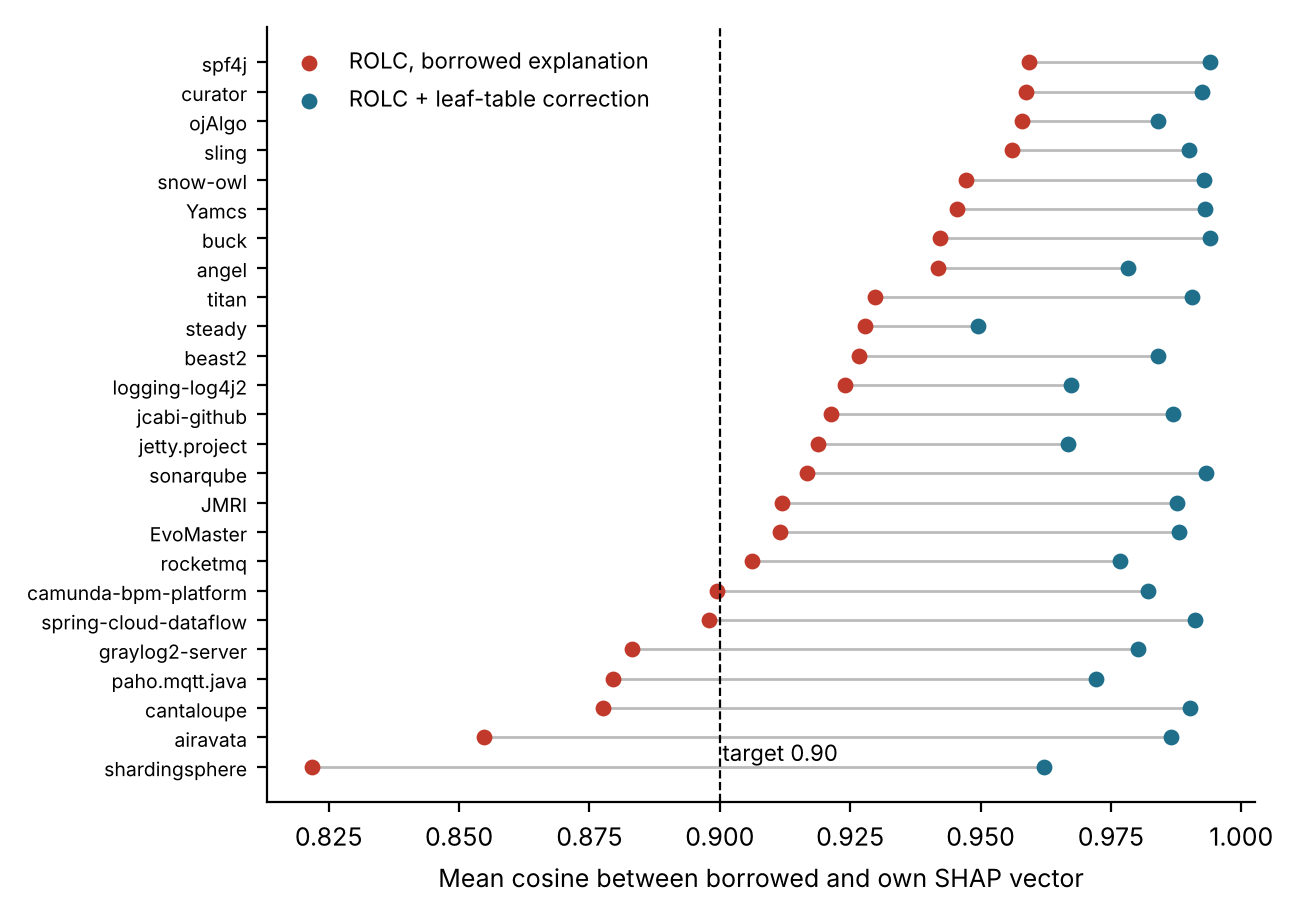 ROLC, borrowed explanation
ROLC + leaf-table correction
spf4j
curator
ojAlgo
sling
snow-owl
Yamcs
buck
angel
titan
steady
beast2
logging-log4j2
jcabi-github
jetty.project
sonarqube
JMRI
EvoMaster
rocketmq
camunda-bpm-platform
spring-cloud-dataflow
graylog2-server
paho.mqtt.java
cantaloupe
airavata
shardingsphere
target 0.90
0.825 0.850 0.875 0.900 0.925 0.950 0.975 1.000
Mean cosine between borrowed and own SHAP vector